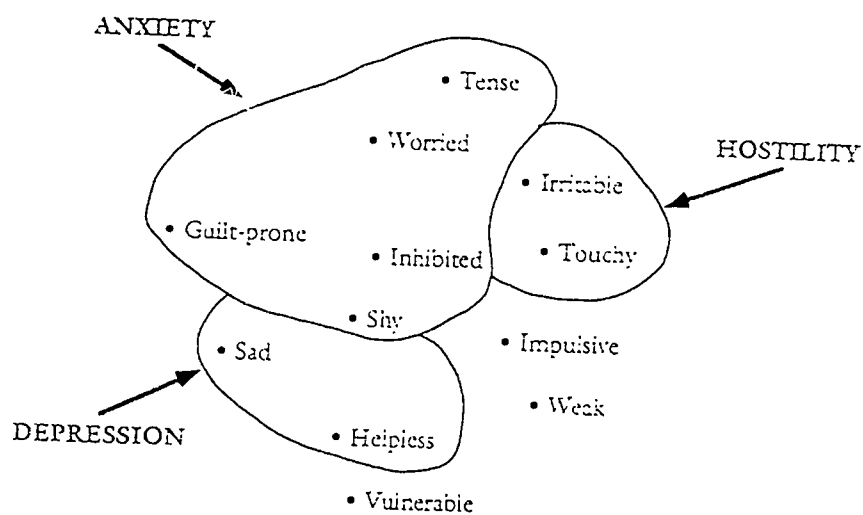 ANXIETY
• Tense
• Worried
HOSTILITY
• Irritable
• Guilt-prone
• Inhibited
• Touchy
• Shy
• Sad
• Impulsive
• Weak
DEPRESSION
• Helpless
• Vulnerable